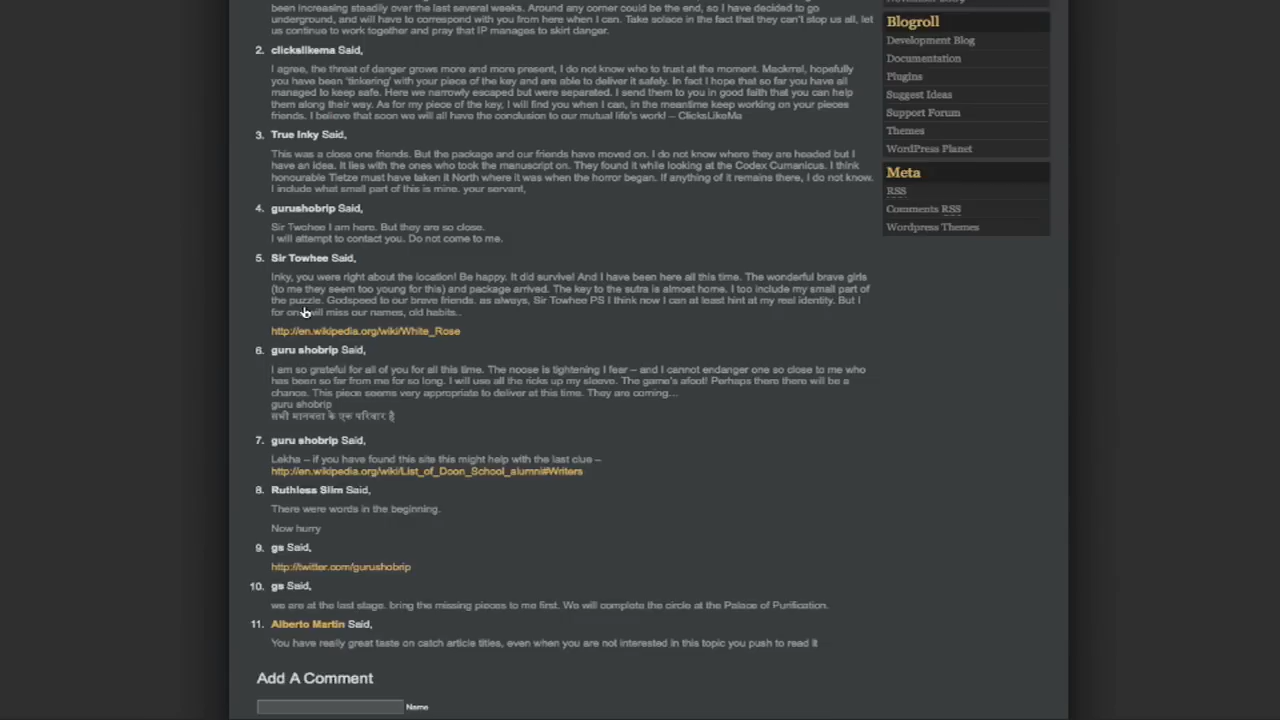 been increasing steadily over the last several weeks. Around any corner could be the end, so I have decided to go
underground, and will have to correspond with you from here when I can. Take solace in the fact that they can't stop us all, let
us continue to work together and pray that IP manages to skirt danger.
2. clickslikema Said,
I agree, the threat of danger grows more and more present, I do not know who to trust at the moment. Mackrrel, hopefully
you have been 'tinkering' with your piece of the key and are able to deliver it safely. In fact I hope that so far you have all
managed to keep safe. Here we narrowly escaped but were separated. I send them to you in good faith that you can help
them along their way. As for my piece of the key, I will find you when I can, in the meantime keep working on your pieces
friends. I believe that soon we will all have the conclusion to our mutual life's work! – ClicksLikeMa
3. True Inky Said,
This was a close one friends. But the package and our friends have moved on. I do not know where they are headed but I
have an idea. It lies with the ones who took the manuscript on. They found it while looking at the Codex Cumanicus. I think
honourable Tietze must have taken it North where it was when the horror began. If anything of it remains there, I do not know.
I include what small part of this is mine. your servant,
4. gurushobrip Said,
Sir Twohee I am here. But they are so close.
I will attempt to contact you. Do not come to me.
5. Sir Towhee Said,
Inky, you were right about the location! Be happy. It did survive! And I have been here all this time. The wonderful brave girls
(to me they seem too young for this) and package arrived. The key to the sutra is almost home. I too include my small part of
the puzzle. Godspeed to our brave friends. as always, Sir Towhee PS I think now I can at least hint at my real identity. But I
for one will miss our names, old habits..
http://en.wikipedia.org/wiki/White_Rose
6. guru shobrip Said,
I am so grateful for all of you for all this time. The noose is tightening I fear – and I cannot endanger one so close to me who
has been so far from me for so long. I will use all the ricks up my sleeve. The game's afoot! Perhaps there there will be a
chance. This piece seems very appropriate to deliver at this time. They are coming…
guru shobrip
सभी मानवता के एक परिवार है
7. guru shobrip Said,
Lekha – if you have found this site this might help with the last clue –
http://en.wikipedia.org/wiki/List_of_Doon_School_alumni#Writers
8. Ruthless Slim Said,
There were words in the beginning.
Now hurry
9. gs Said,
http://twitter.com/gurushobrip
10. gs Said,
we are at the last stage. bring the missing pieces to me first. We will complete the circle at the Palace of Purification.
11. Alberto Martin Said,
You have really great taste on catch article titles, even when you are not interested in this topic you push to read it
Add A Comment
Name
Blogroll
Development Blog
Documentation
Plugins
Suggest Ideas
Support Forum
Themes
WordPress Planet
Meta
RSS
Comments RSS
Wordpress Themes